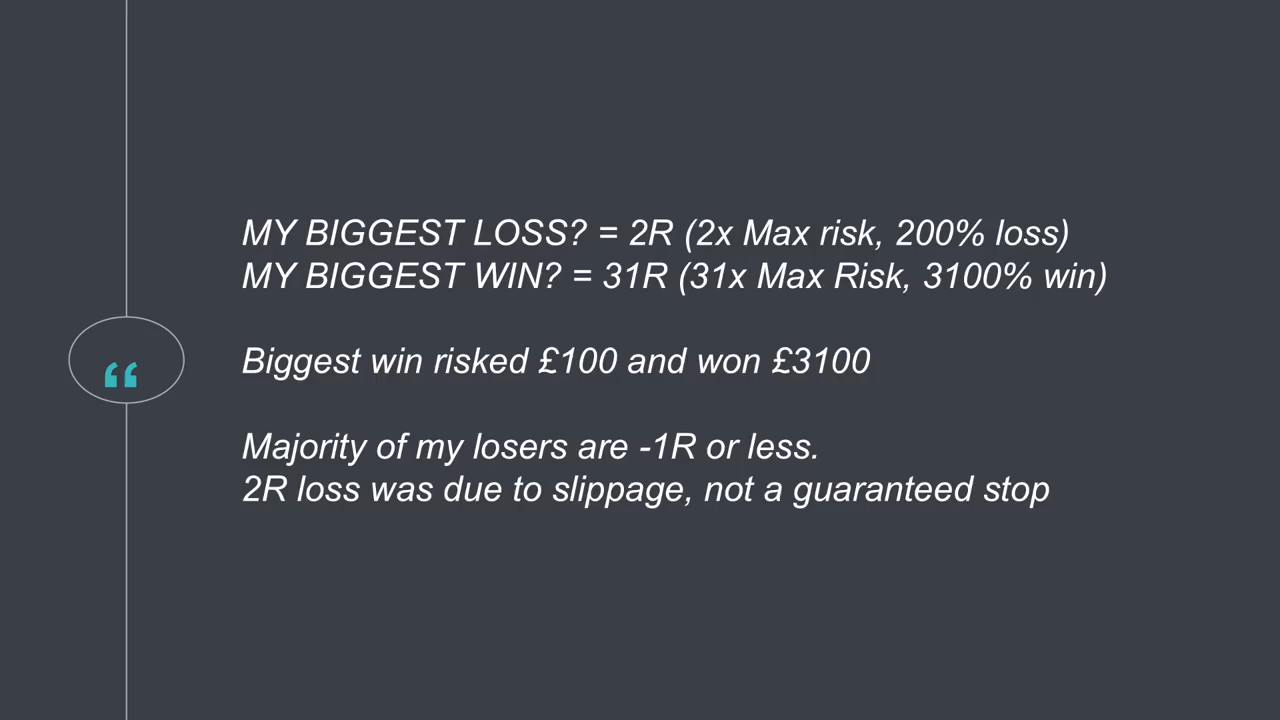 MY BIGGEST LOSS? = 2R (2x Max risk, 200% loss)
MY BIGGEST WIN? = 31R (31x Max Risk, 3100% win)
“
Biggest win risked £100 and won £3100
Majority of my losers are -1R or less.
2R loss was due to slippage, not a guaranteed stop